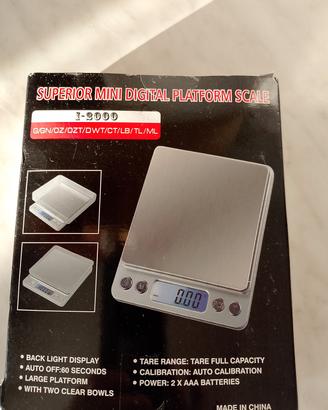 SUPERIOR MINI DIGITAL PLATFORM SCALE
I-2000
G/GN/OZ/OZT/DWT/CT/LB/TL/ML
0.00
• BACK LIGHT DISPLAY
• AUTO OFF:60 SECONDS
• LARGE PLATFORM
• WITH TWO CLEAR BOWLS
• TARE RANGE: TARE FULL CAPACITY
• CALIBRATION: AUTO CALIBRATION
• POWER: 2 X AAA BATTERIES
MADE IN CHINA